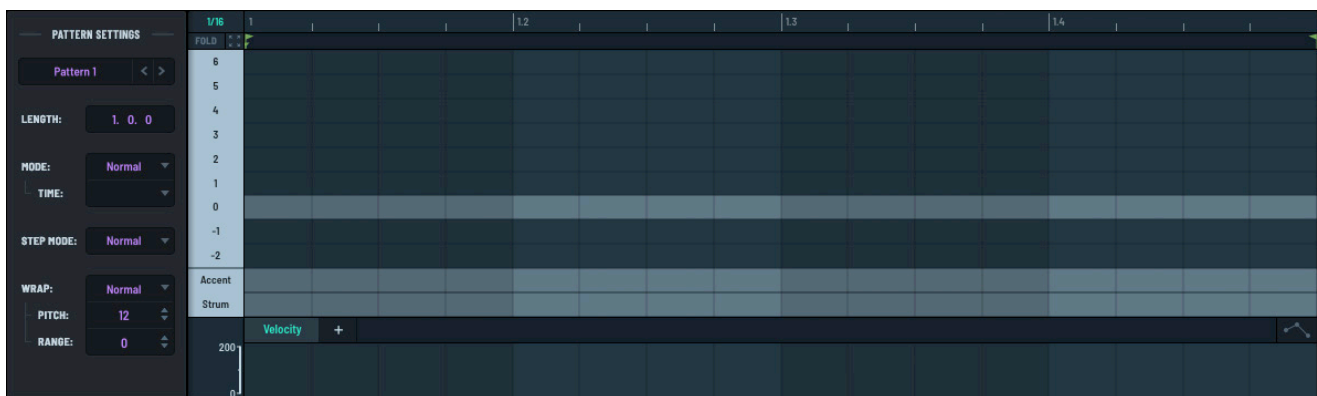 PATTERN SETTINGS
Pattern 1 < >
LENGTH: 1. 0. 0
MODE: Normal
TIME:
STEP MODE: Normal
WRAP: Normal
PITCH: 12
RANGE: 0
1/16 1 1.2 1.3 1.4
FOLD
6
5
4
3
2
1
0
-1
-2
Accent
Strum
Velocity +
200
0